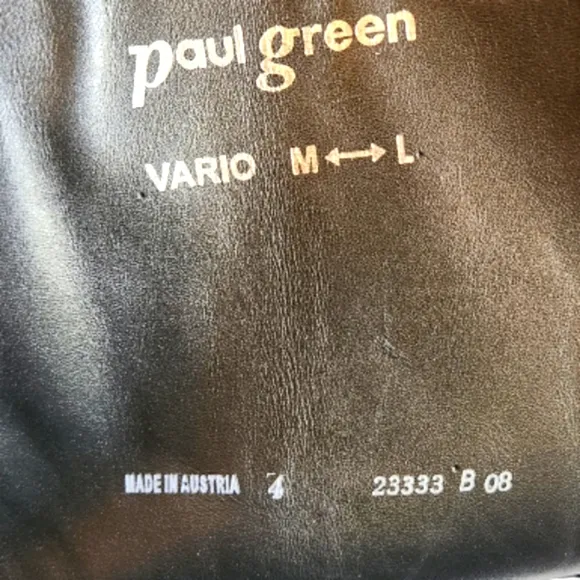 paul green
VARIO M ↔ L
MADE IN AUSTRIA 4 23333 B 08